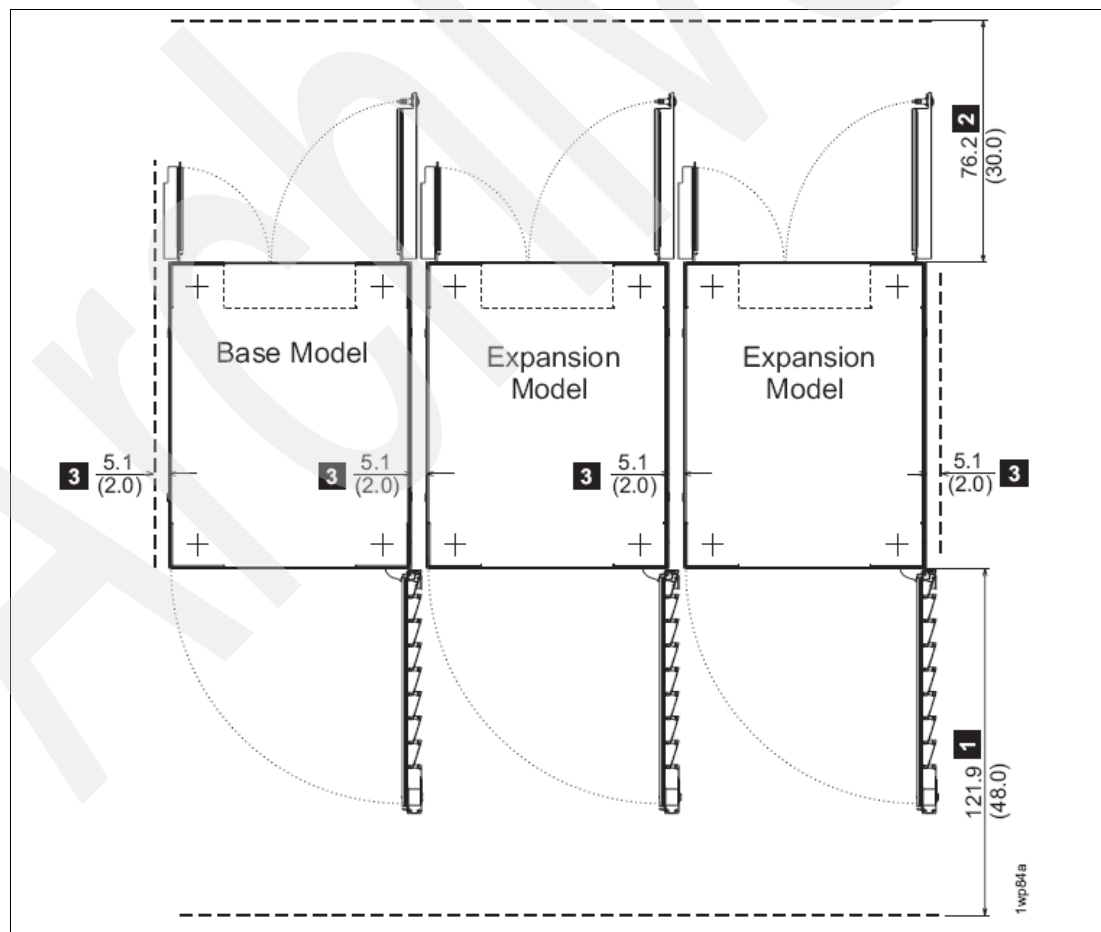 2
76.2
(30.0)
Base Model
Expansion
Model
Expansion
Model
3 5.1
(2.0)
3 5.1
(2.0)
3 5.1
(2.0)
5.1 3
(2.0)
1
121.9
(48.0)
1wp84a